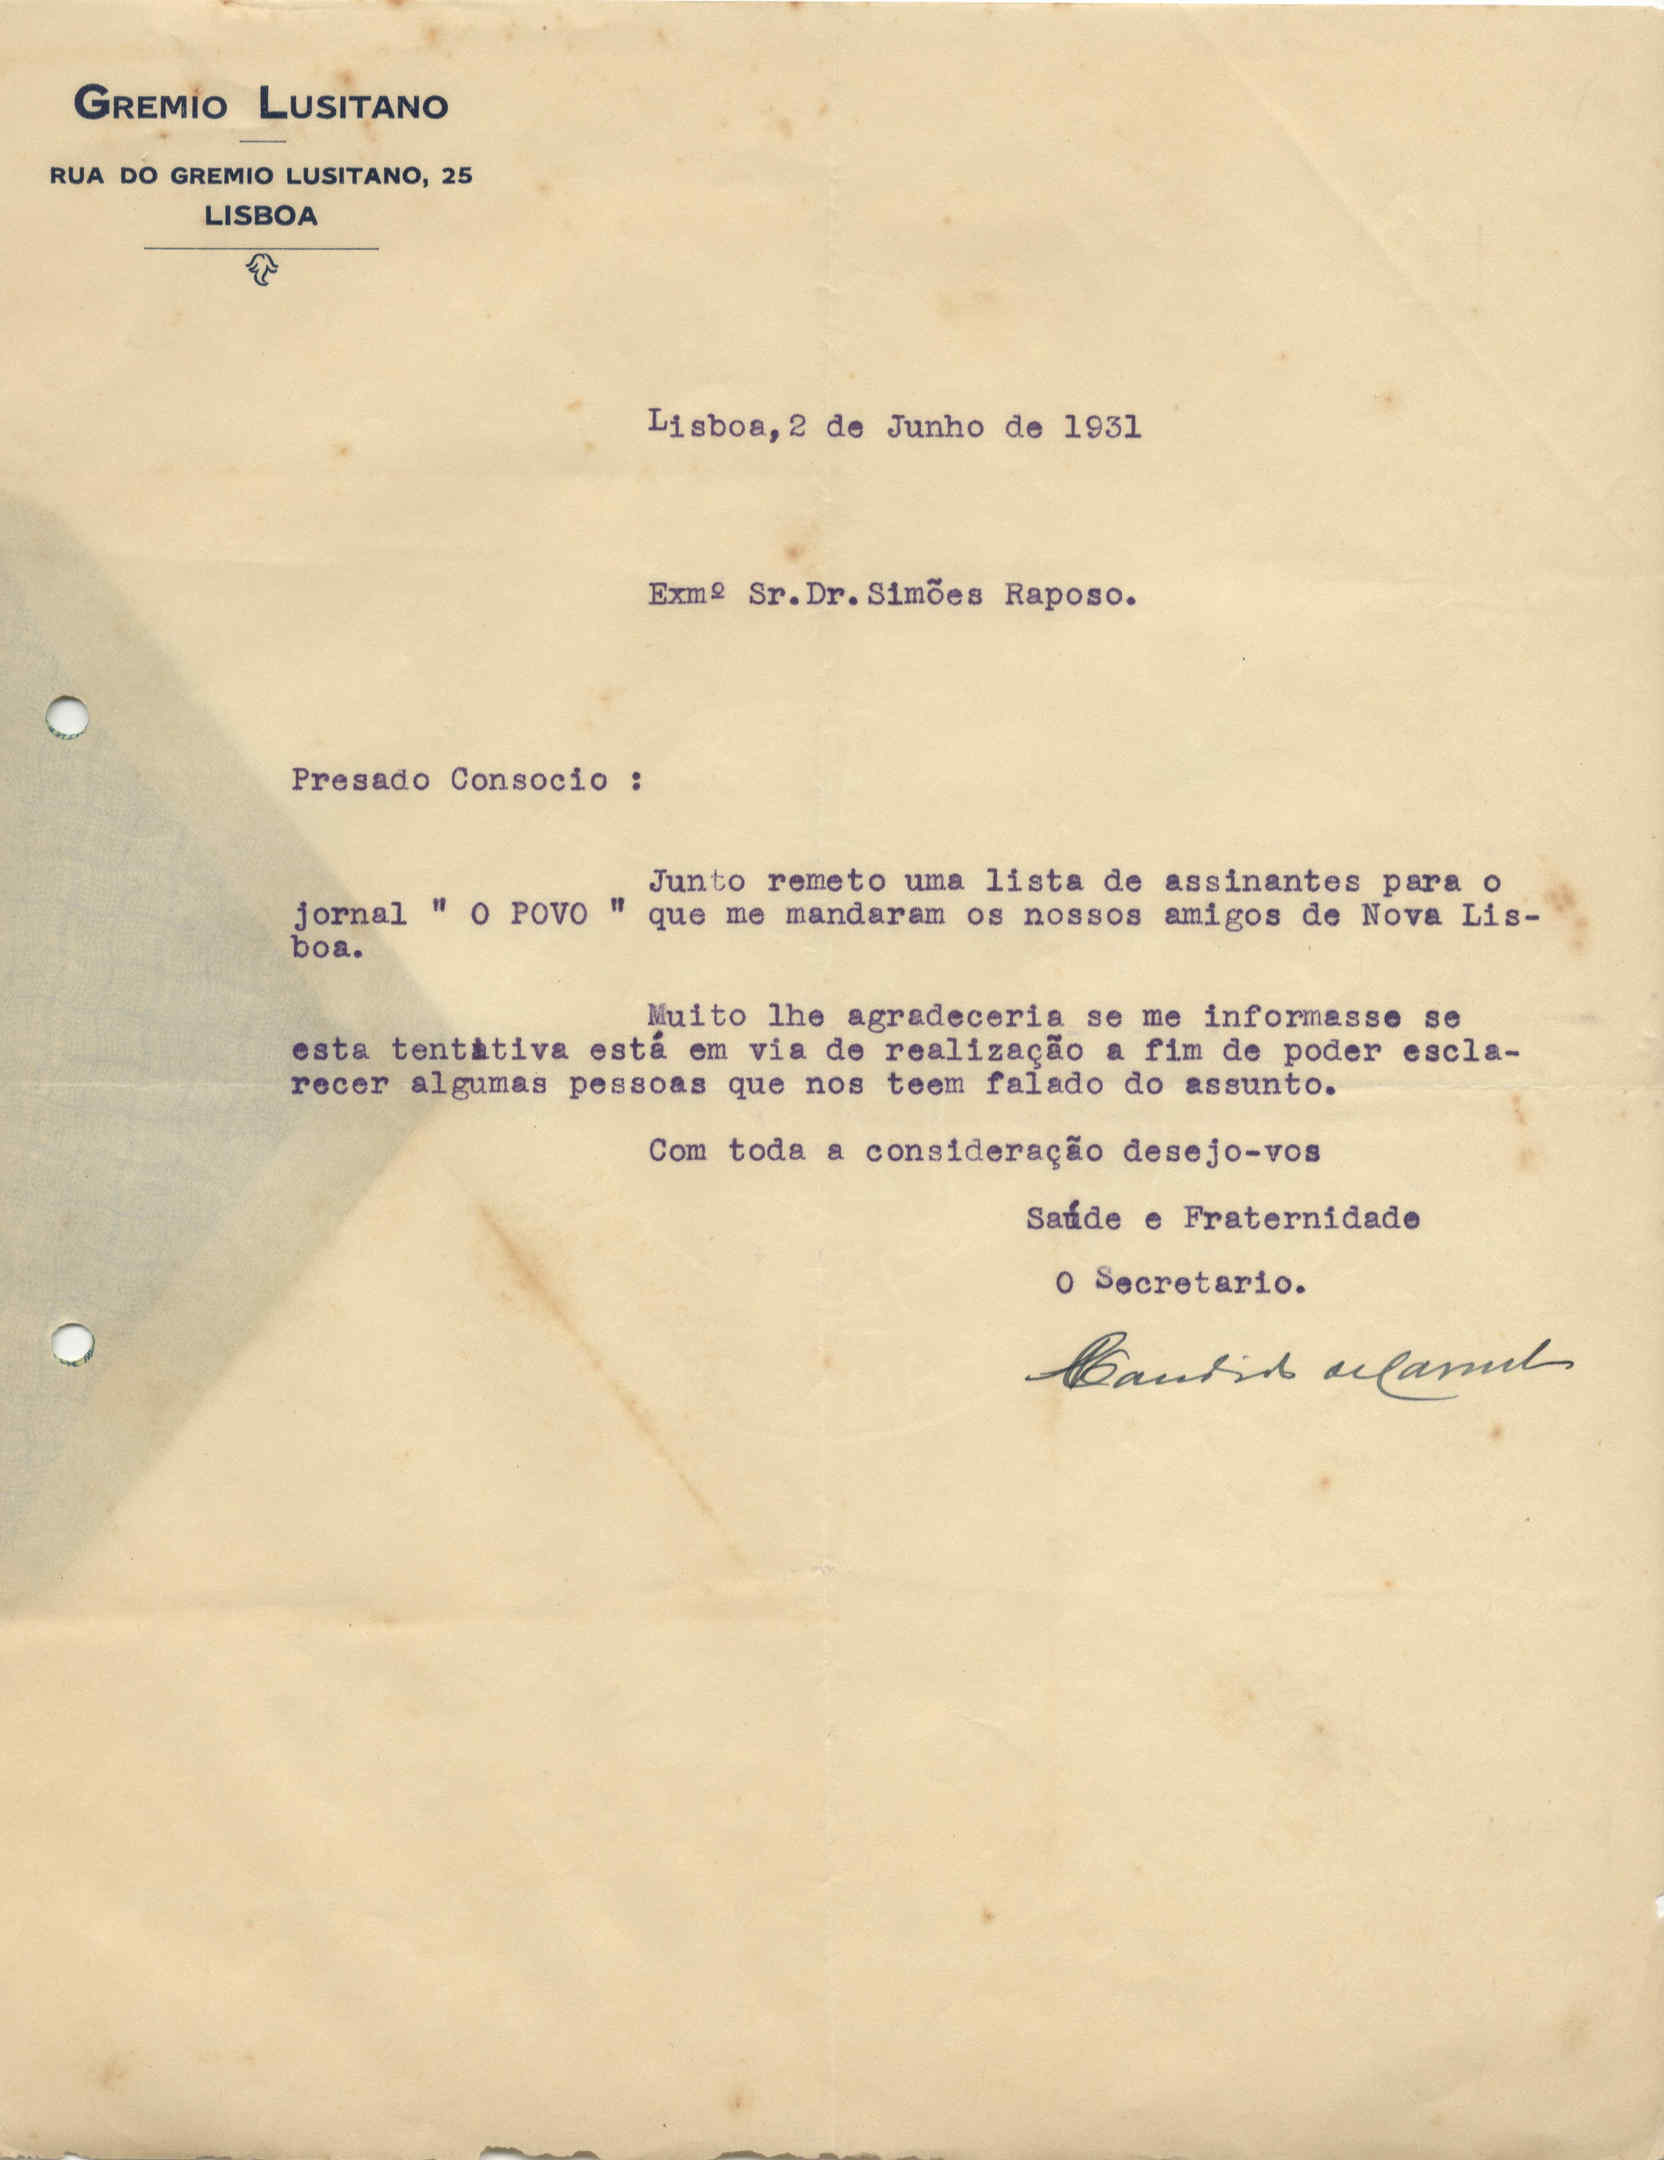 GREMIO LUSITANO
RUA DO GREMIO LUSITANO, 25
LISBOA
Lisboa, 2 de Junho de 1931
Exmº Sr.Dr.Simões Raposo.
Presado Consocio :
Junto remeto uma lista de assinantes para o
jornal " O POVO " que me mandaram os nossos amigos de Nova Lis-
boa.
Muito lhe agradeceria se me informasse se
esta tentativa está em via de realização a fim de poder escla-
recer algumas pessoas que nos teem falado do assunto.
Com toda a consideração desejo-vos
Saúde e Fraternidade
O Secretario.